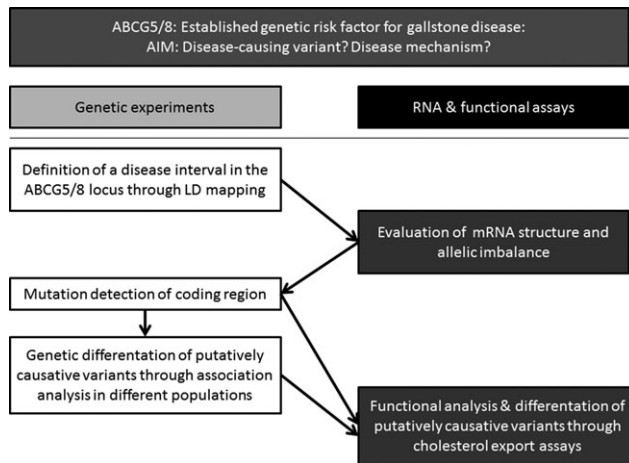 ABCG5/8: Established genetic risk factor for gallstone disease:
AIM: Disease-causing variant? Disease mechanism?
Genetic experiments
RNA & functional assays
Definition of a disease interval in the
ABCG5/8 locus through LD mapping
Evaluation of mRNA structure and
allelic imbalance
Mutation detection of coding region
Genetic differentation of putatively
causative variants through association
analysis in different populations
Functional analysis & differentation of
putatively causative variants through
cholesterol export assays